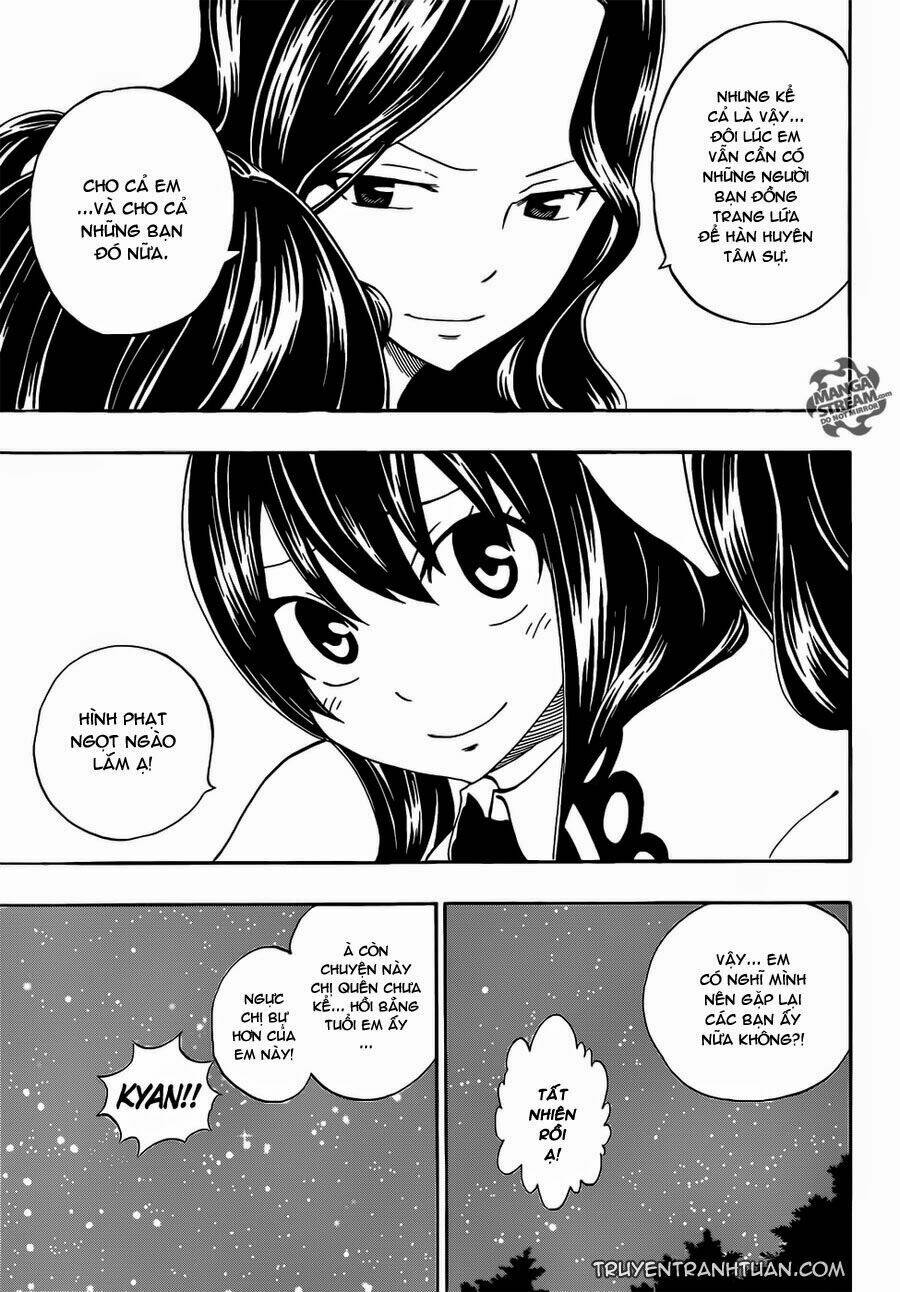 NHƯNG KỂ
CẢ LÀ VẬY...
ĐÔI LÚC EM
VẪN CẦN CÓ
NHỮNG NGƯỜI
BẠN ĐỒNG
TRANG LỨA
ĐỂ HÀN HUYÊN
TÂM SỰ.
CHO CẢ EM
...VÀ CHO CẢ
NHỮNG BẠN
ĐÓ NỮA.
MANGA
STREAM.com
DO NOT MIRROR
HÌNH PHẠT
NGỌT NGÀO
LẮM Ạ!
VẬY... EM
CÓ NGHĨ MÌNH
NÊN GẶP LẠI
CÁC BẠN ẤY
NỮA KHÔNG?!
TẤT
NHIÊN
RỒI
Ạ!
À CÒN
CHUYỆN NÀY
CHỊ QUÊN CHƯA
KỂ... HỒI BẰNG
TUỔI EM ẤY
...
NGỰC
CHỊ BỰ
HƠN CỦA
EM NÀY!
KYAN!!
TRUYENTRANHTUAN.COM